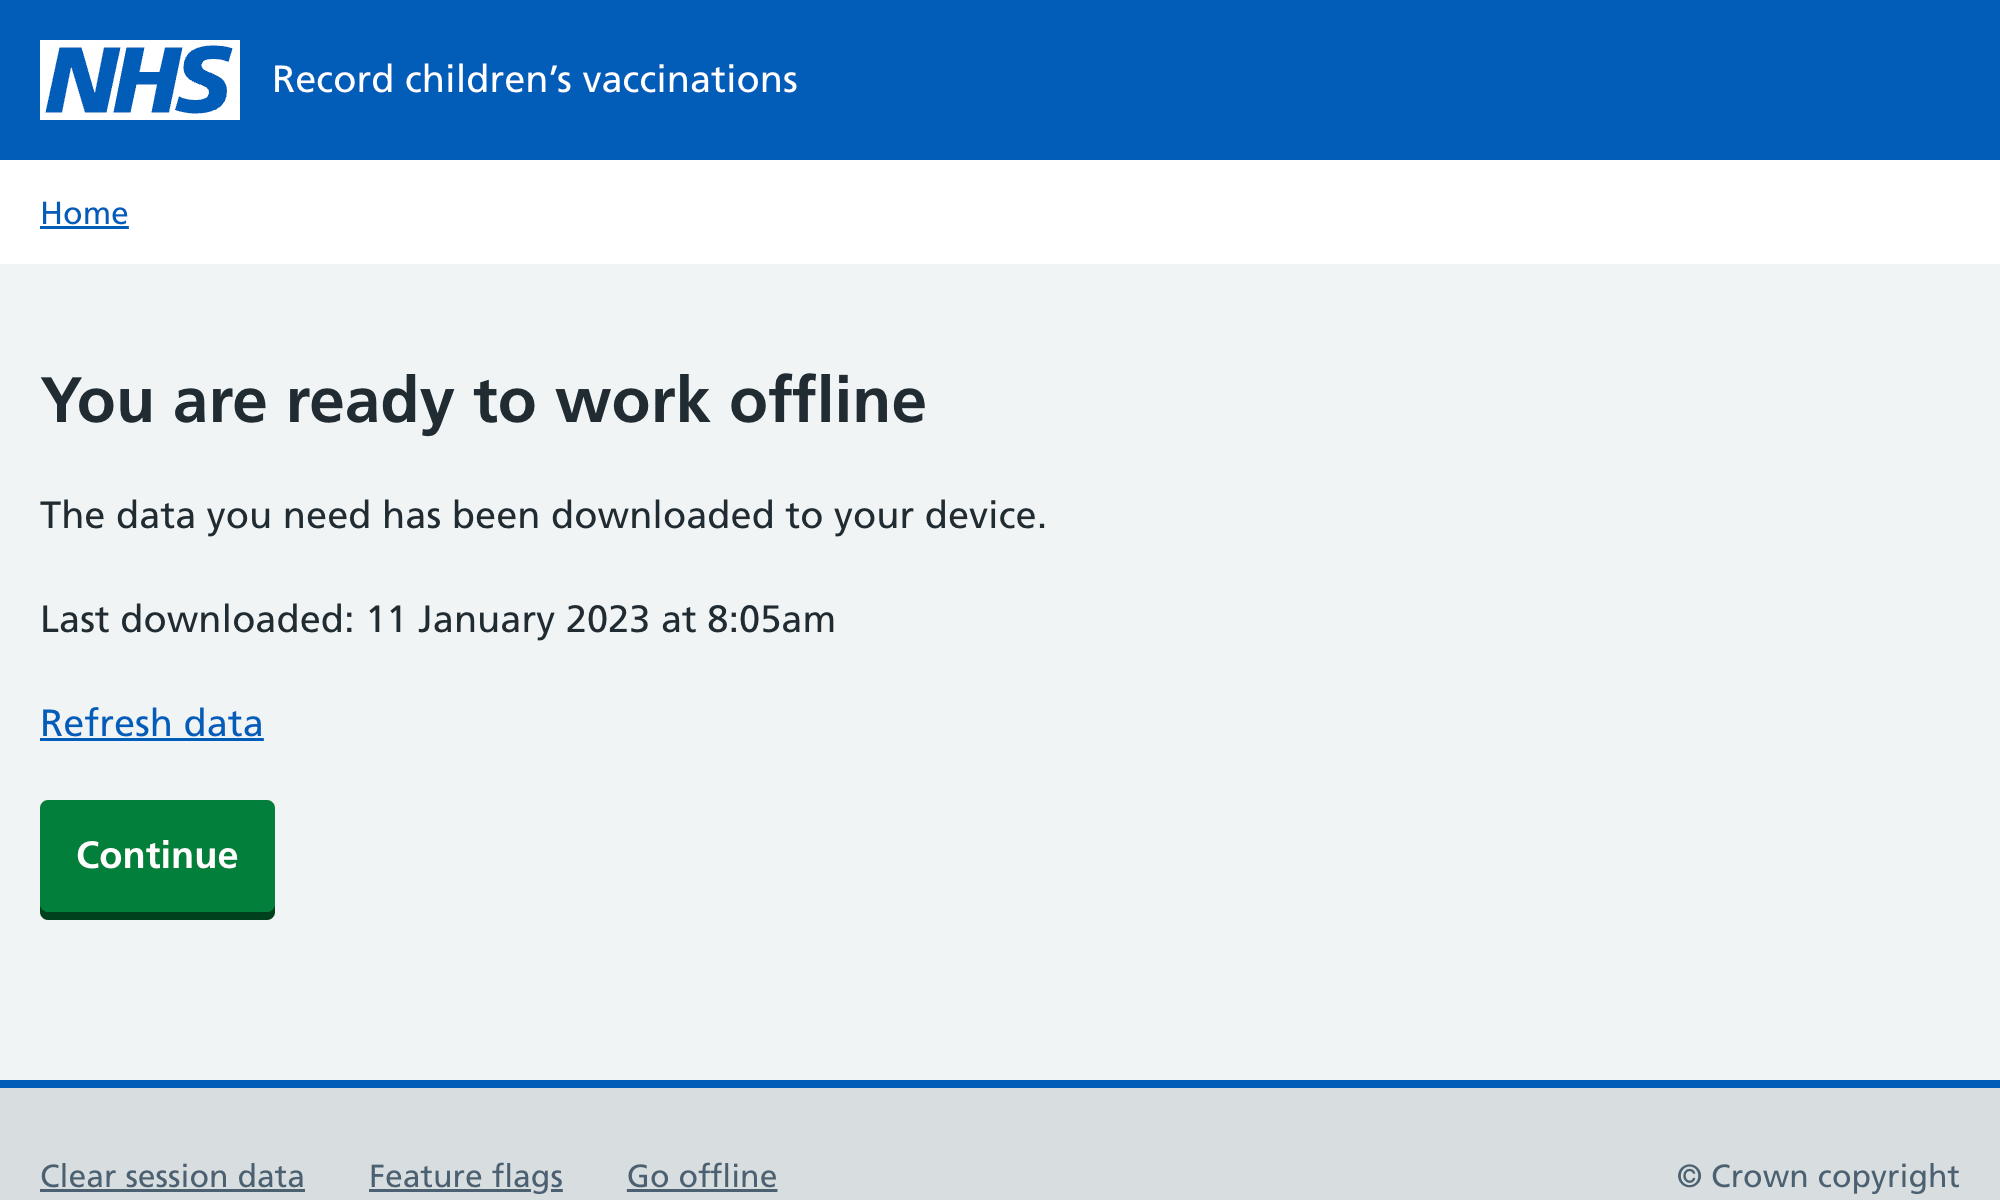 NHS Record children’s vaccinations
Home
You are ready to work offline
The data you need has been downloaded to your device.
Last downloaded: 11 January 2023 at 8:05am
Refresh data
Continue
Clear session data Feature flags Go offline © Crown copyright